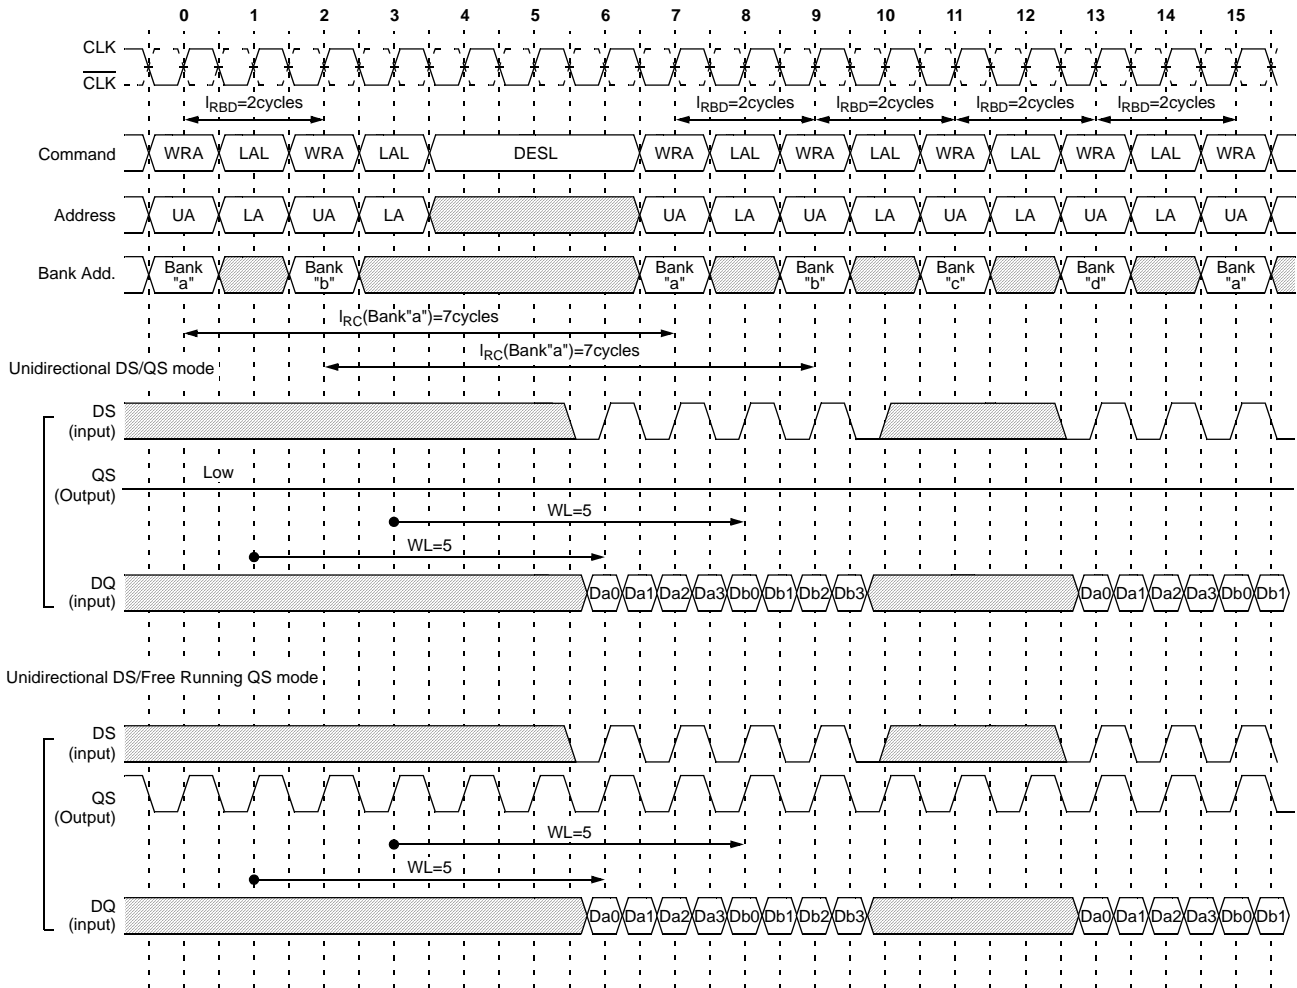 0 1 2 3 4 5 6 7 8 9 10 11 12 13 14 15
CLK
CLK
IRBD=2cycles IRBD=2cycles IRBD=2cycles IRBD=2cycles IRBD=2cycles
Command WRA LAL WRA LAL DESL WRA LAL WRA LAL WRA LAL WRA LAL WRA
Address UA LA UA LA UA LA UA LA UA LA UA LA UA
Bank Add. Bank "a" Bank "b" Bank "a" Bank "b" Bank "c" Bank "d" Bank "a"
IRC(Bank"a")=7cycles
IRC(Bank"a")=7cycles
Unidirectional DS/QS mode
DS
(input)
QS
(Output)
Low
WL=5
WL=5
DQ
(input)
Da0 Da1 Da2 Da3 Db0 Db1 Db2 Db3 Da0 Da1 Da2 Da3 Db0 Db1
Unidirectional DS/Free Running QS mode
DS
(input)
QS
(Output)
WL=5
WL=5
DQ
(input)
Da0 Da1 Da2 Da3 Db0 Db1 Db2 Db3 Da0 Da1 Da2 Da3 Db0 Db1